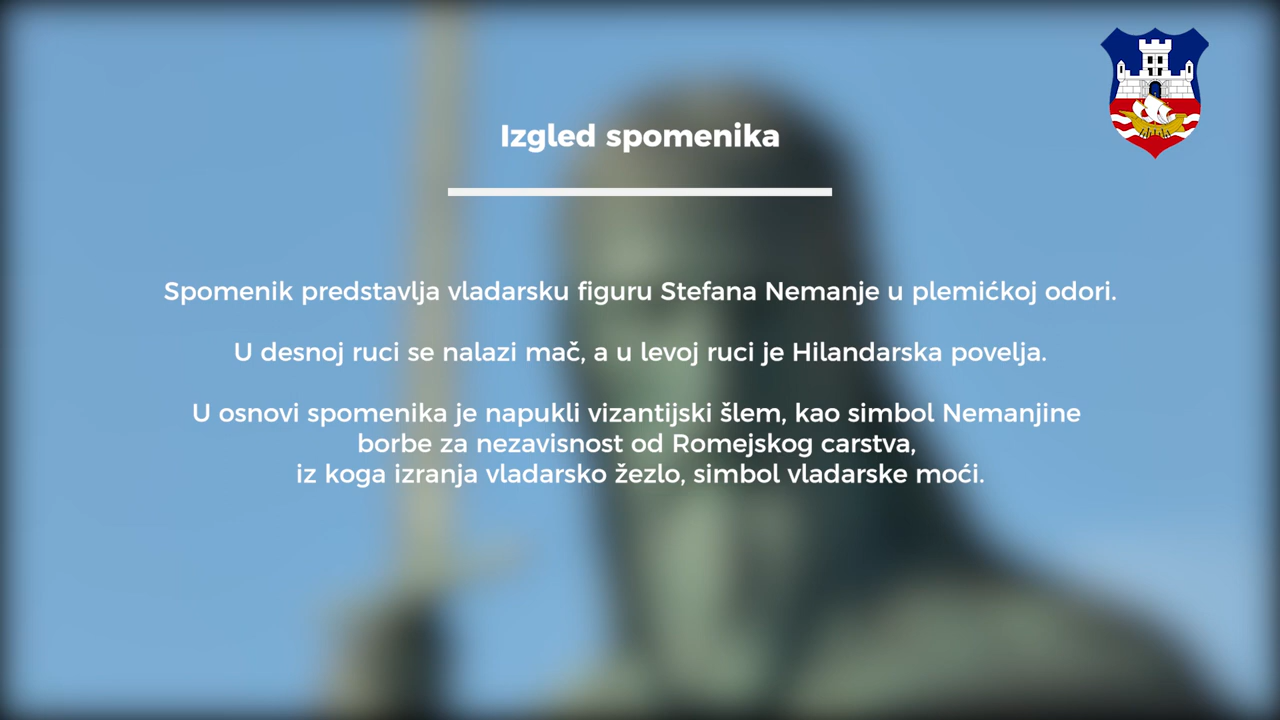 Izgled spomenika
Spomenik predstavlja vladarsku figuru Stefana Nemanje u plemićkoj odori.
U desnoj ruci se nalazi mač, a u levoj ruci je Hilandarska povelja.
U osnovi spomenika je napukli vizantijski šlem, kao simbol Nemanjine
borbe za nezavisnost od Romejskog carstva,
iz koga izranja vladarsko žezlo, simbol vladarske moći.